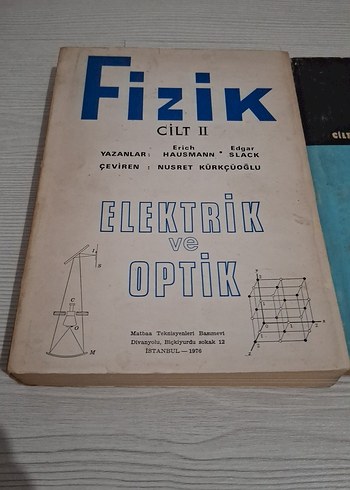 Fizik
CİLT II
YAZANLAR: Erich HAUSMANN • Edgar SLACK
ÇEVİREN : NUSRET KÜRKÇÜOĞLU
ELEKTRİK
ve
OPTİK
Matbaa Teknisyenleri Basımevi
Divanyolu, Biçkiyurdu sokak 12
İSTANBUL — 1976
C
O
M
CİLT